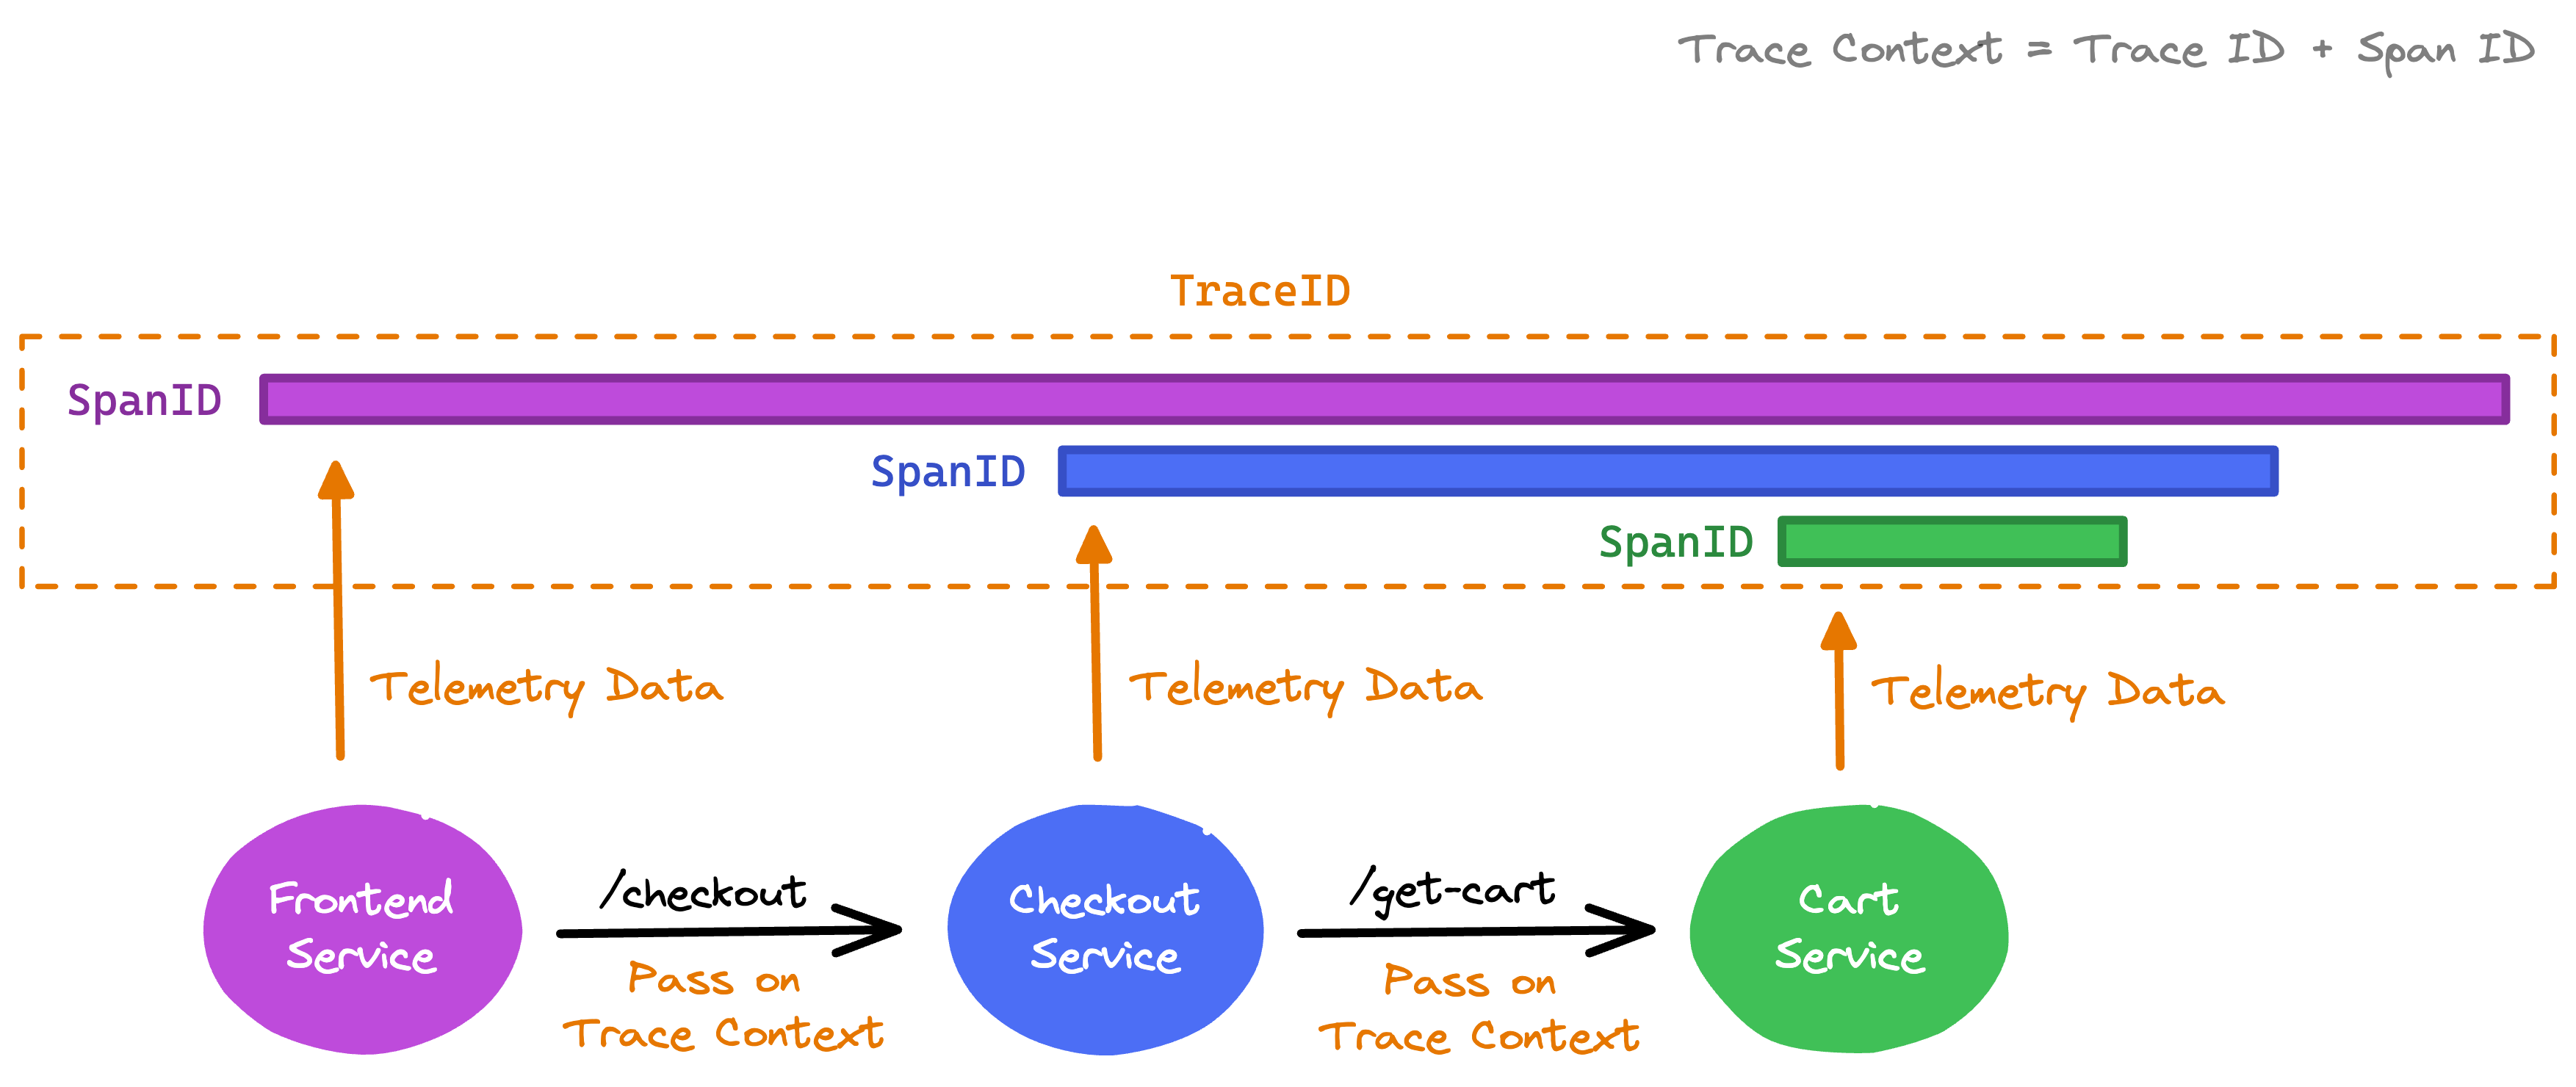 Trace Context = Trace ID + Span ID
TraceID
SpanID
SpanID
SpanID
Telemetry Data
Telemetry Data
Telemetry Data
Frontend
Service
/checkout
Pass on
Trace Context
Checkout
Service
/get-cart
Pass on
Trace Context
Cart
Service